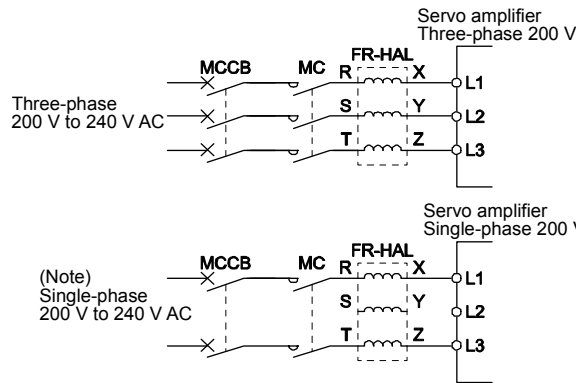 Servo amplifier
Three-phase 200 V
FR-HAL
MCCB MC R X
L1
Three-phase
200 V to 240 V AC
S Y
L2
T Z
L3
Servo amplifier
Single-phase 200 V
FR-HAL
MCCB MC R X
L1
(Note)
Single-phase
200 V to 240 V AC
S Y
L2
T Z
L3